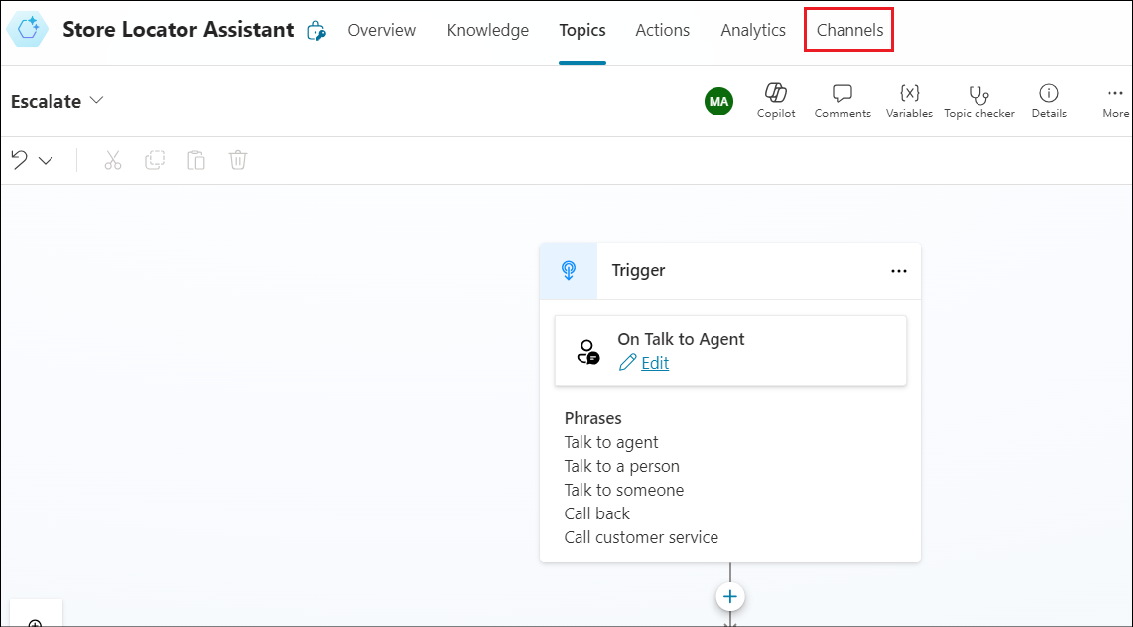 Store Locator Assistant Overview Knowledge Topics Actions Analytics Channels
Escalate
MA Copilot Comments Variables Topic checker Details More
Trigger
On Talk to Agent
Edit
Phrases
Talk to agent
Talk to a person
Talk to someone
Call back
Call customer service